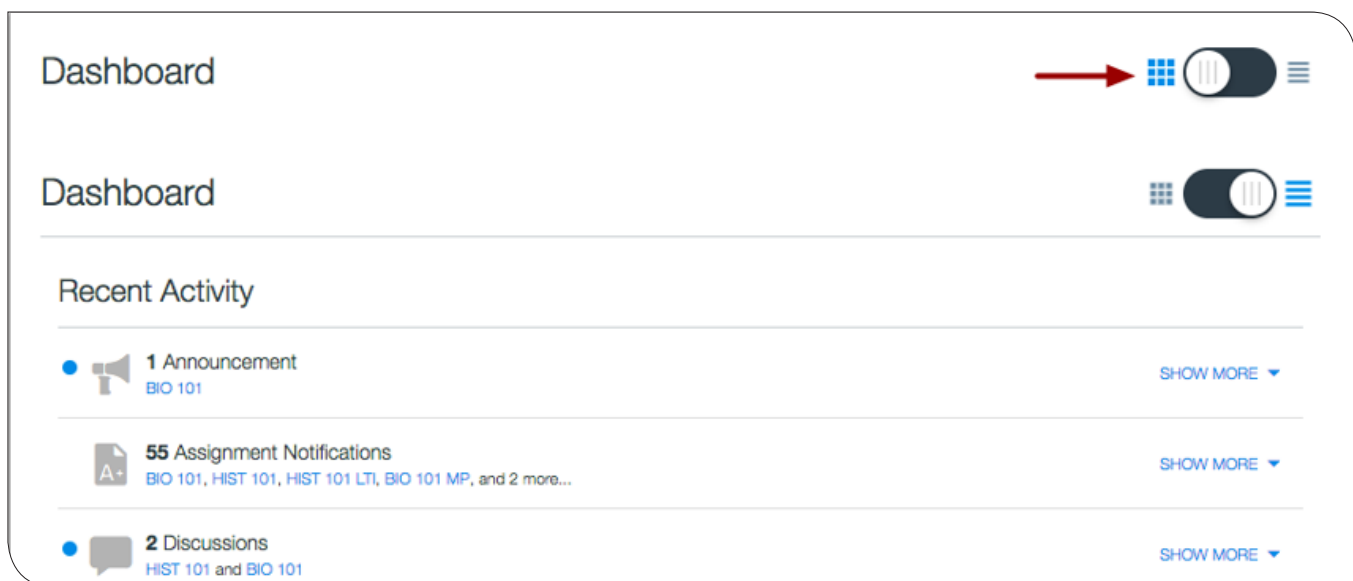 Dashboard
Dashboard
Recent Activity
1 Announcement
BIO 101
SHOW MORE
55 Assignment Notifications
BIO 101, HIST 101, HIST 101 LTI, BIO 101 MP, and 2 more...
SHOW MORE
A+
2 Discussions
HIST 101 and BIO 101
SHOW MORE